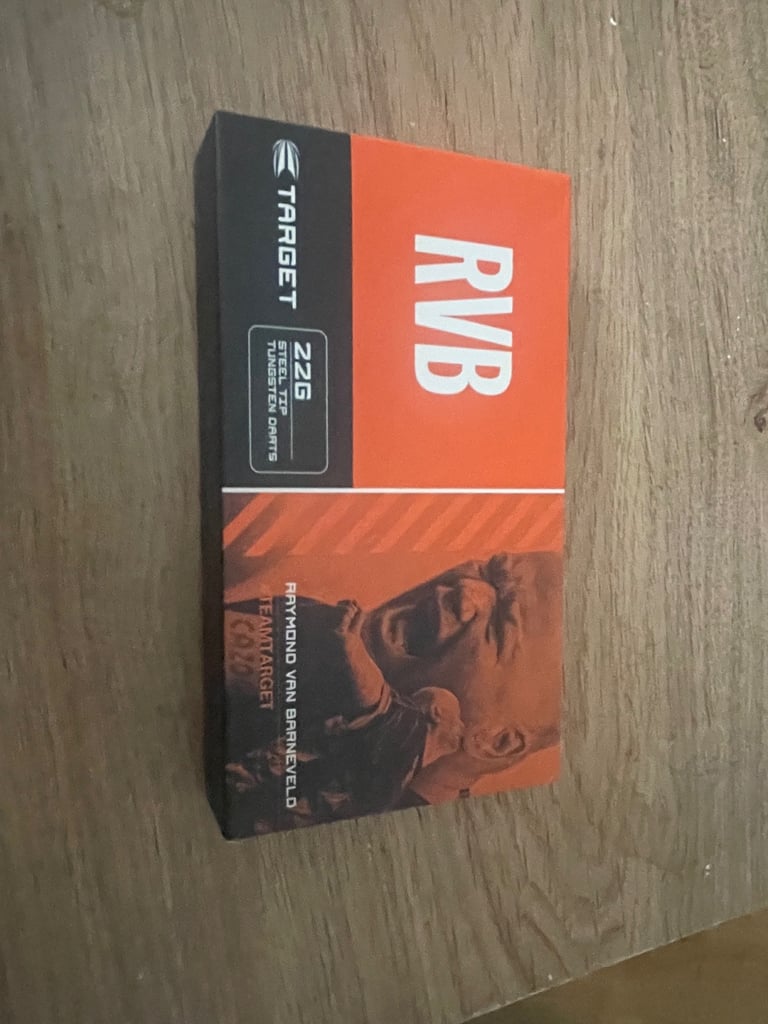 RVB
TARGET
22G
STEEL TIP
TUNGSTEN DARTS
RAYMOND VAN BARNEVELD
#TEAMTARGET